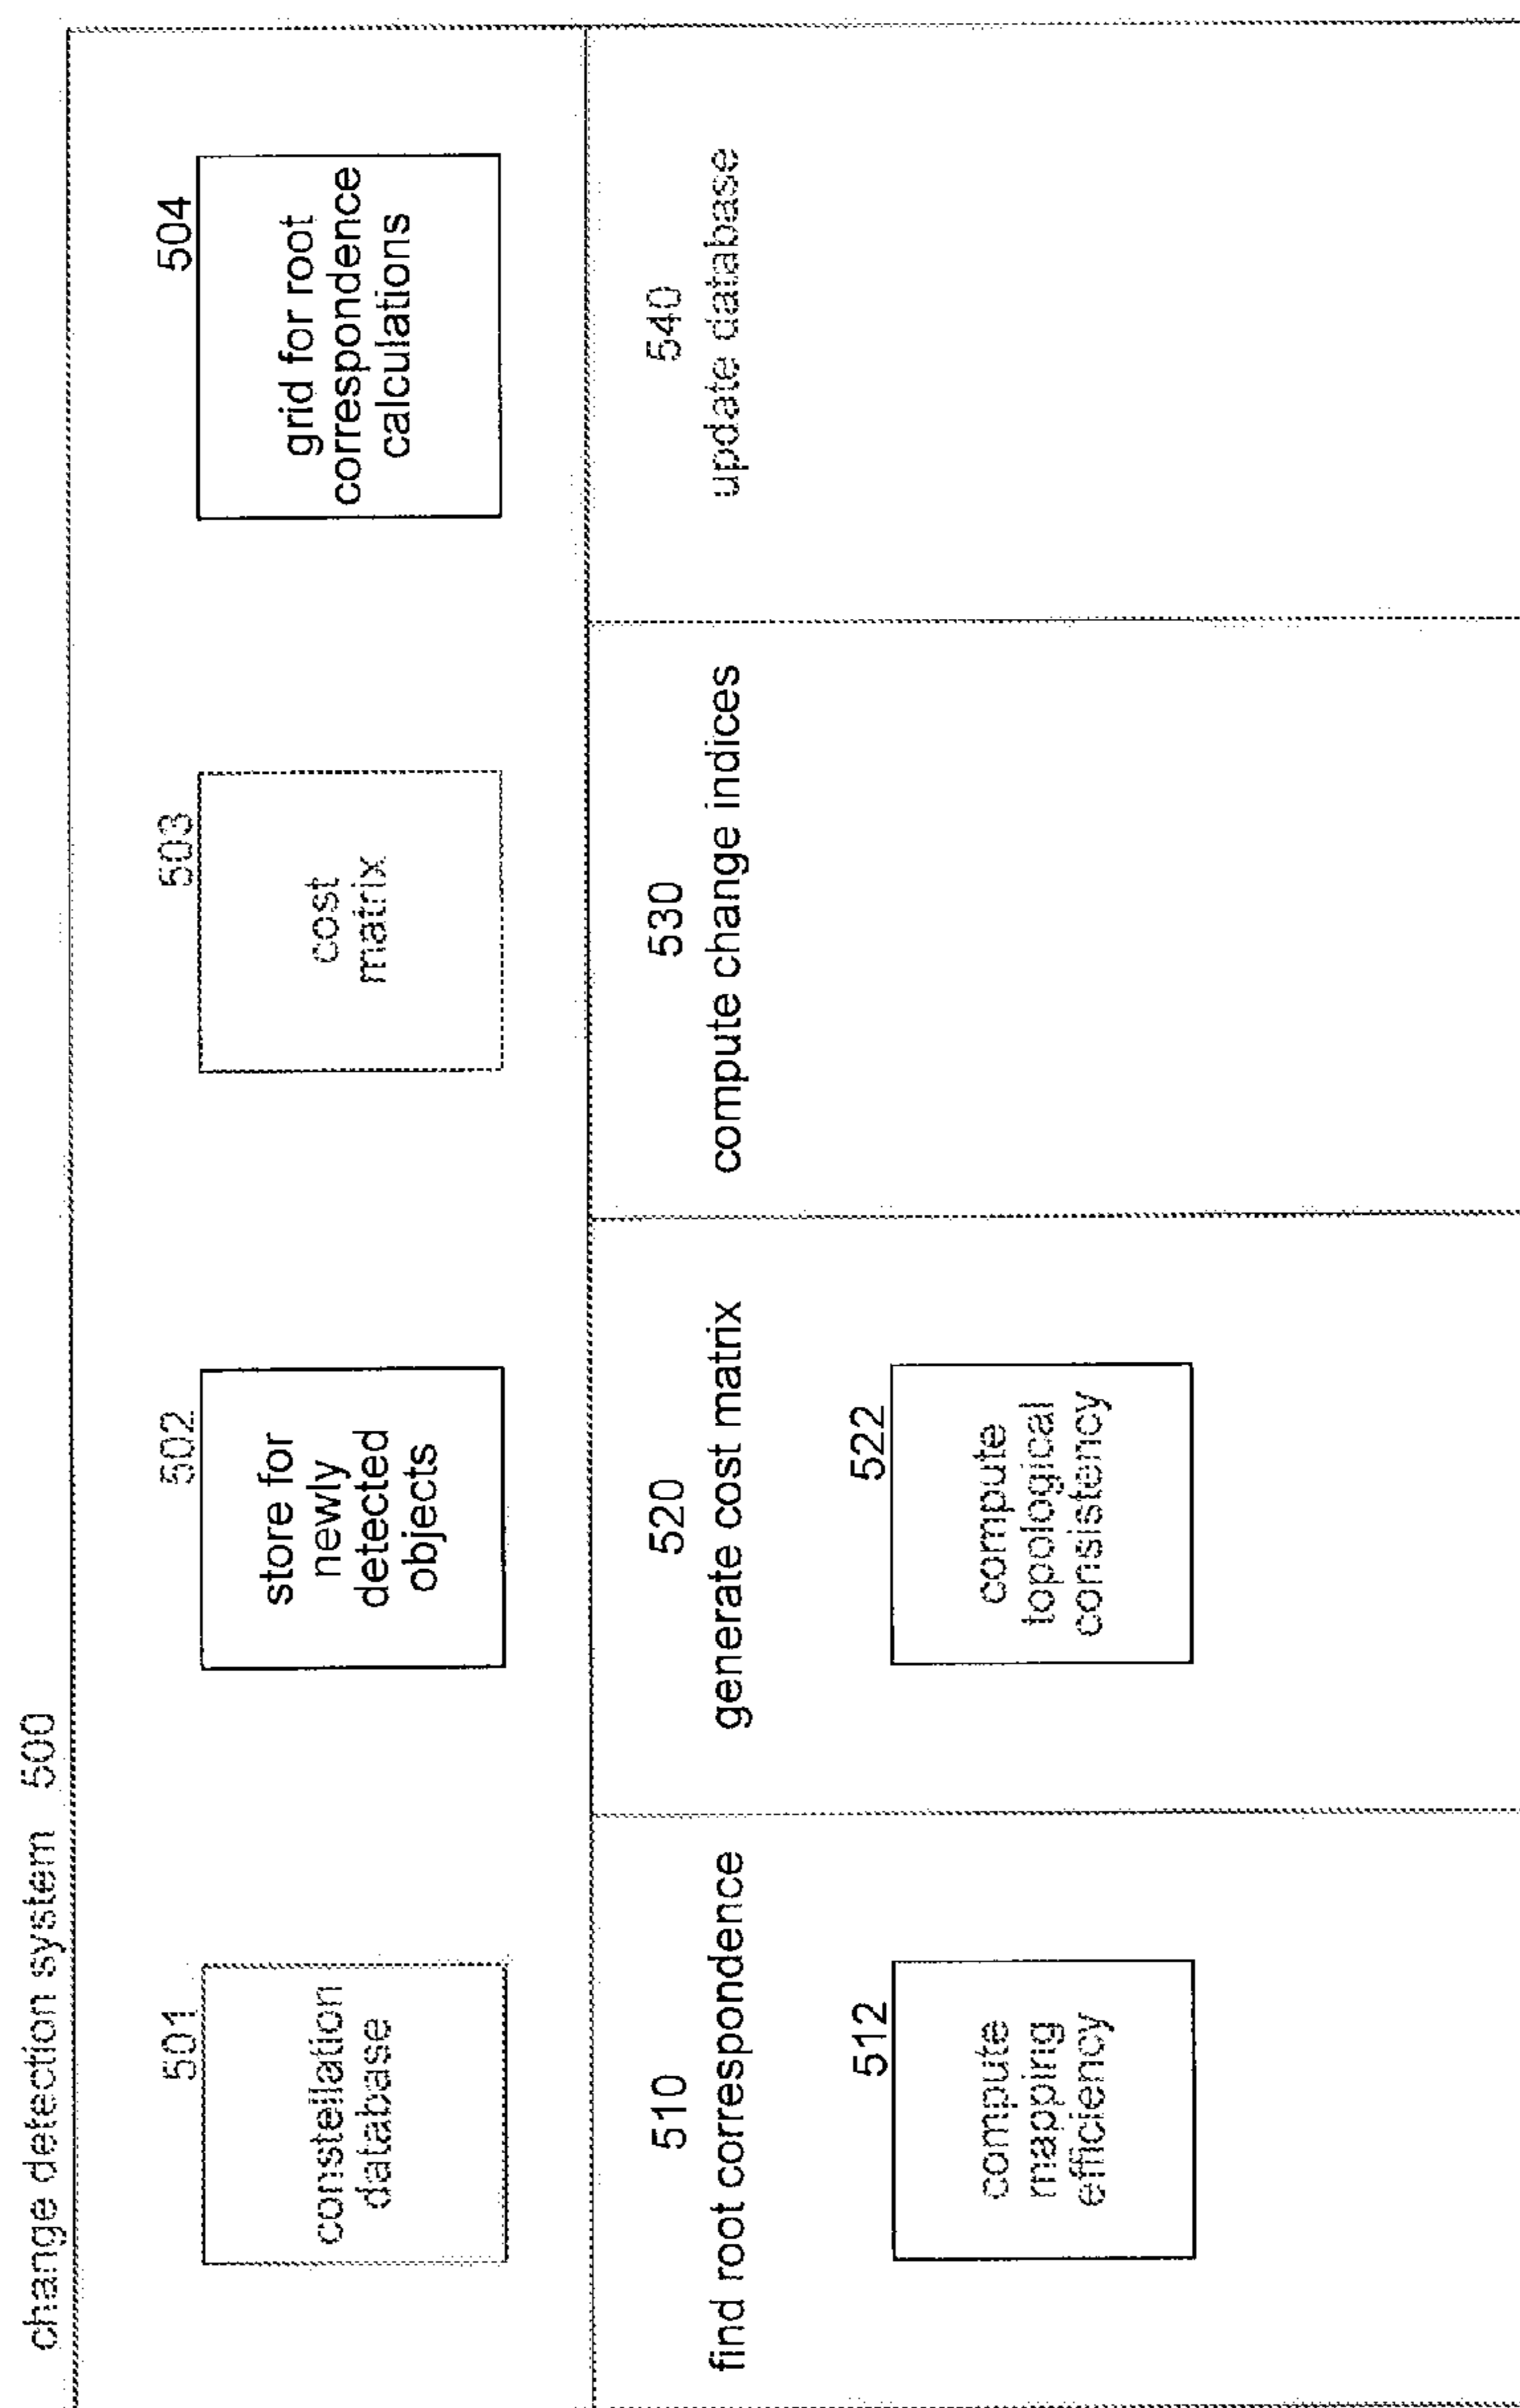 change detection system 500
501
constellation
database
502
store for
newly
detected
objects
503
cost
matrix
504
grid for root
correspondence
calculations
510
find root correspondence
512
compute
mapping
efficiency
520
generate cost matrix
522
compute
topological
consistency
530
compute change indices
540
update database